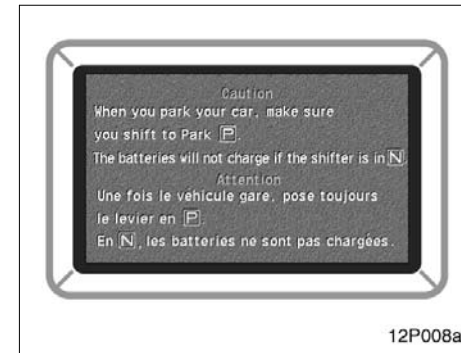 Caution
When you park your car, make sure
you shift to Park P.
The batteries will not charge if the shifter is in N.
Attention
Une fois le véhicule gare, pose toujours
le levier en P.
En N, les batteries ne sont pas chargées.
12P008a